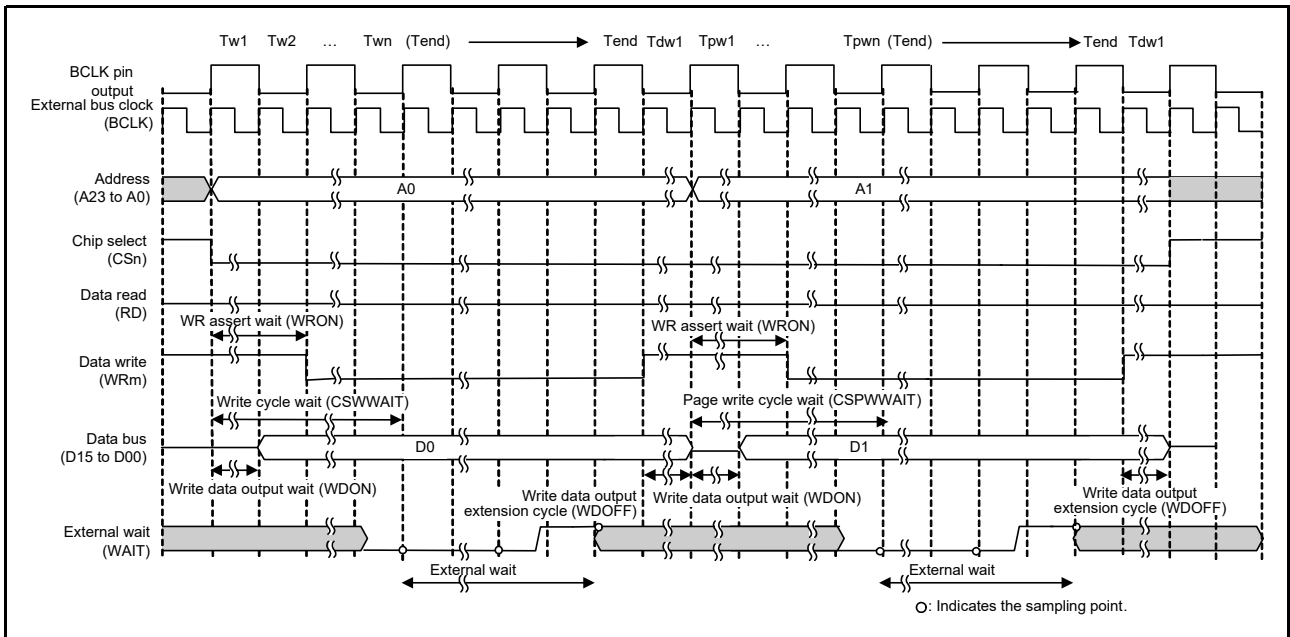 Tw1 Tw2 … Twn (Tend) Tend Tdw1 Tpw1 … Tpwn (Tend) Tend Tdw1
BCLK pin
output
External bus clock
(BCLK)
Address
(A23 to A0)
A0
A1
Chip select
(CSn)
Data read
(RD)
WR assert wait (WRON)
WR assert wait (WRON)
Data write
(WRm)
Write cycle wait (CSWWAIT)
Page write cycle wait (CSPWWAIT)
Data bus
(D15 to D00)
D0
D1
Write data output wait (WDON)
Write data output
extension cycle (WDOFF)
Write data output wait (WDON)
Write data output
extension cycle (WDOFF)
External wait
(WAIT)
External wait
External wait
: Indicates the sampling point.